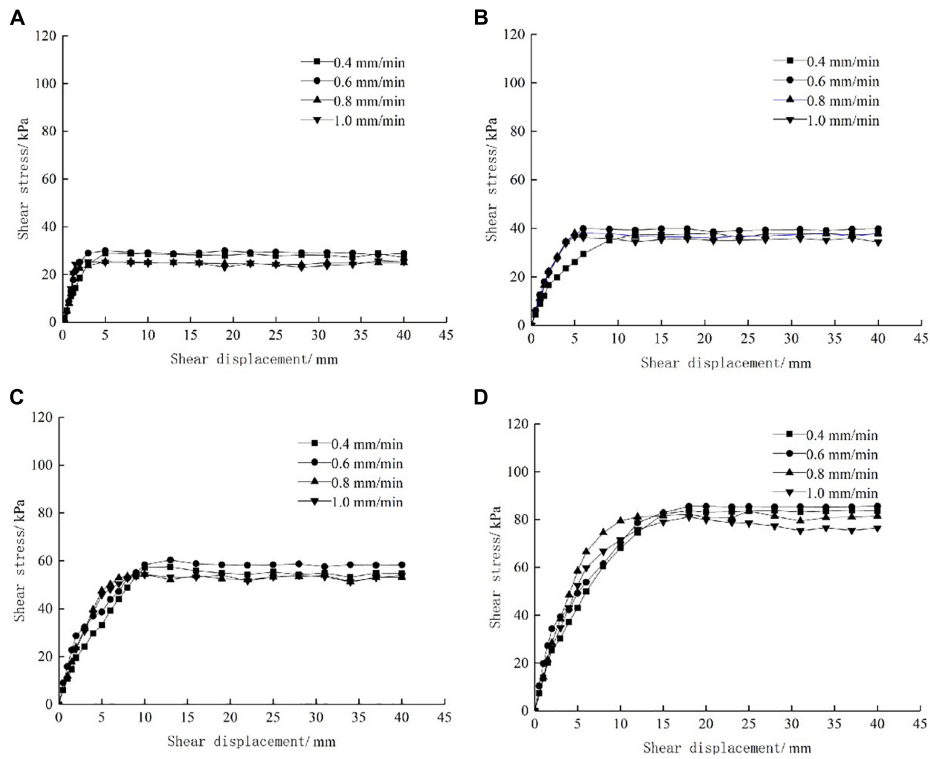 A
120
100
80
60
40
20
0
0 5 10 15 20 25 30 35 40 45
Shear stress/kPa
Shear displacement/mm
0.4 mm/min
0.6 mm/min
0.8 mm/min
1.0 mm/min
B
120
100
80
60
40
20
0
0 5 10 15 20 25 30 35 40 45
Shear stress/kPa
Shear displacement/mm
0.4 mm/min
0.6 mm/min
0.8 mm/min
1.0 mm/min
C
120
100
80
60
40
20
0
0 5 10 15 20 25 30 35 40 45
Shear stress/kPa
Shear displacement/mm
0.4 mm/min
0.6 mm/min
0.8 mm/min
1.0 mm/min
D
120
100
80
60
40
20
0
0 5 10 15 20 25 30 35 40 45
Shear stress/kPa
Shear displacement/mm
0.4 mm/min
0.6 mm/min
0.8 mm/min
1.0 mm/min